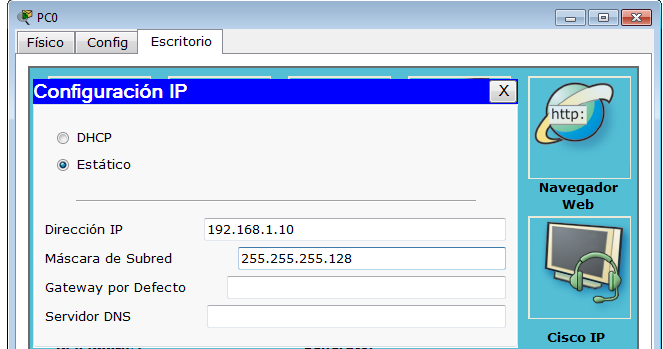 PC0
Físico Config Escritorio
Configuración IP X
http:
DHCP
Estático
Navegador
Web
Dirección IP 192.168.1.10
Máscara de Subred 255.255.255.128
Gateway por Defecto
Servidor DNS
Cisco IP